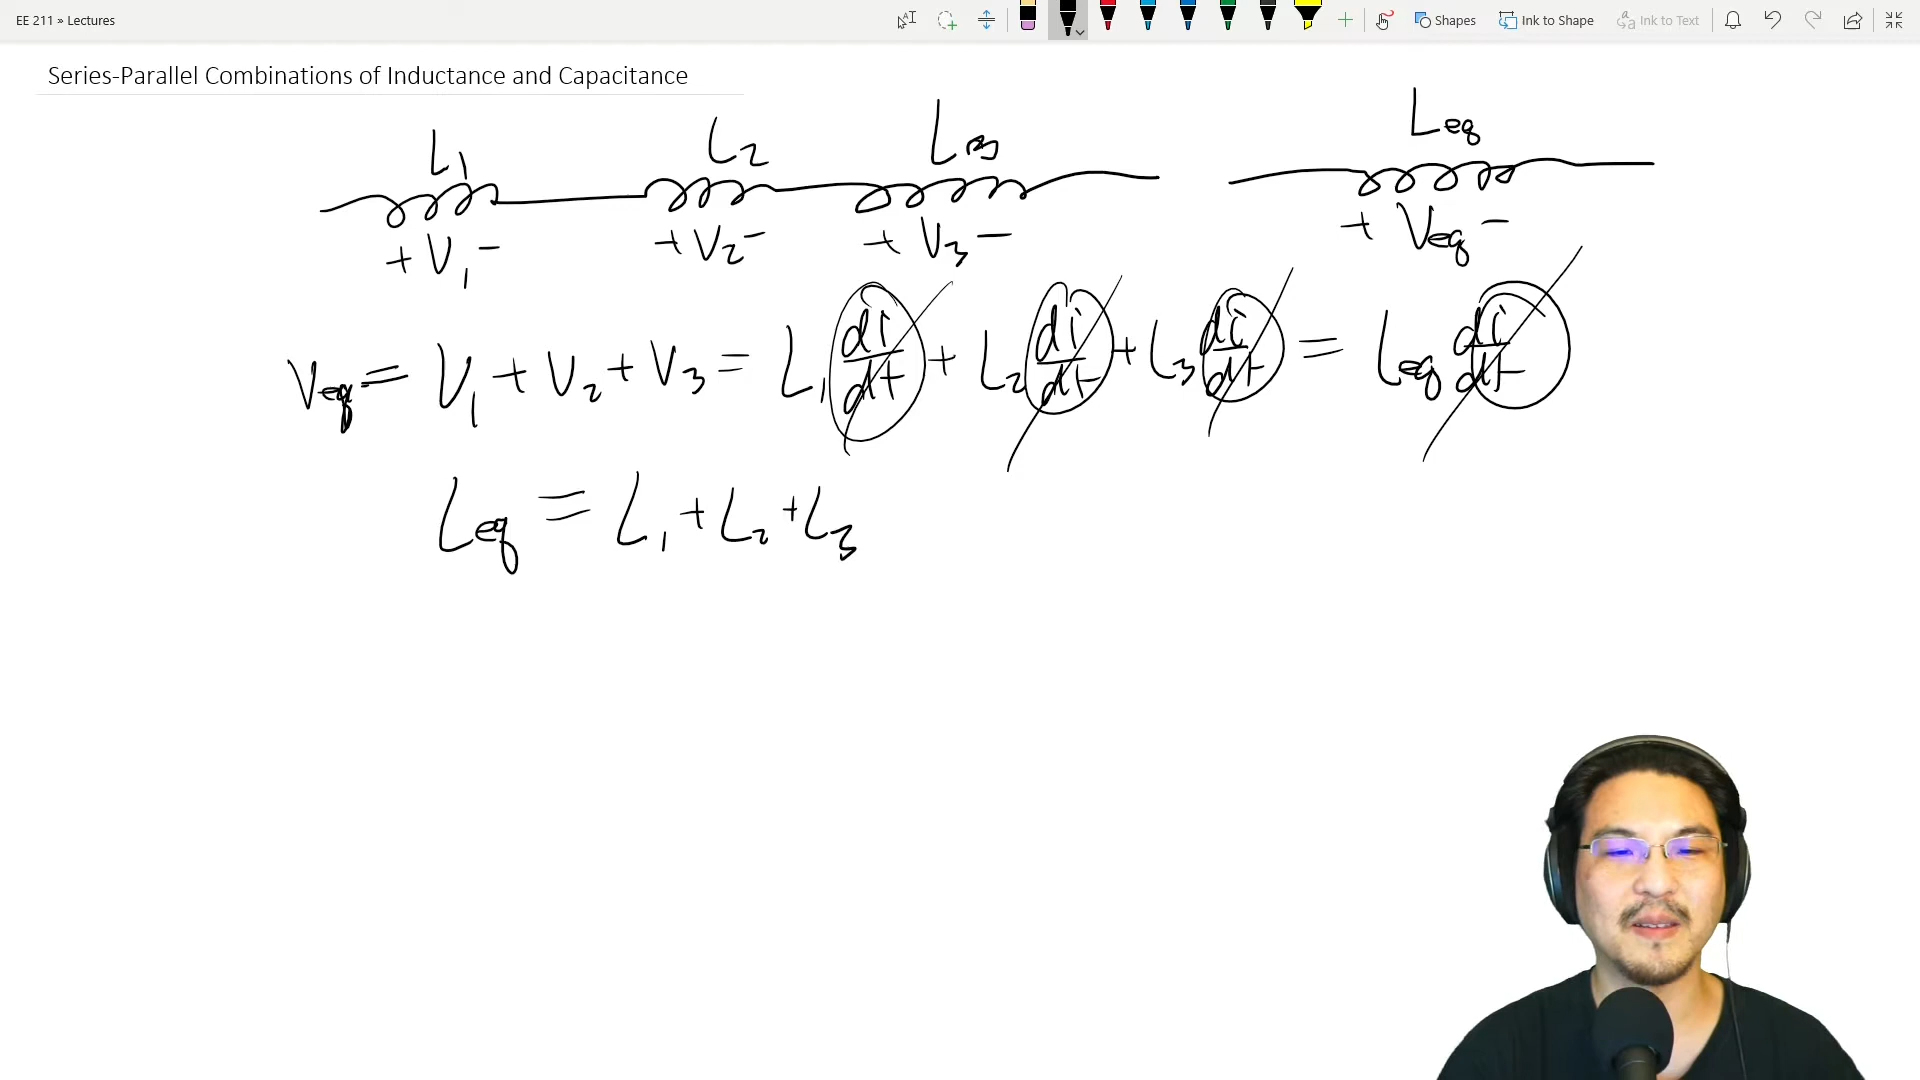 EE 211 » Lectures
Shapes Ink to Shape Ink to Text
Series-Parallel Combinations of Inductance and Capacitance
L₁ L₂ L₃ Leq
+ V₁ - + V₂ - + V₃ - + Veq -
Veq = V₁ + V₂ + V₃ = L₁ di/dt + L₂ di/dt + L₃ di/dt = Leq di/dt
Leq = L₁ + L₂ + L₃